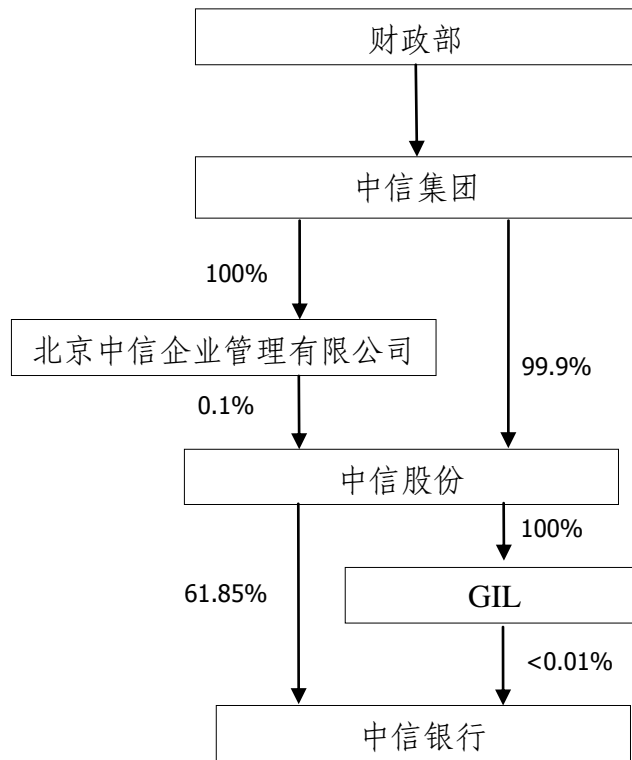 财政部
中信集团
100%
北京中信企业管理有限公司
99.9%
0.1%
中信股份
100%
61.85%
GIL
<0.01%
中信银行